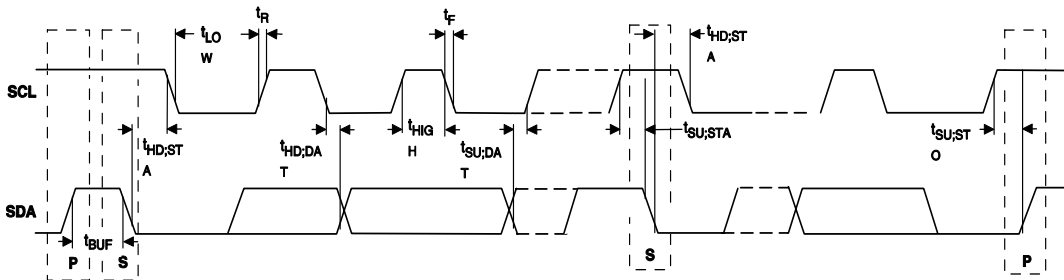 tLO
W
tR
tF
tHD;ST
A
SCL
tHD;ST
A
tHD;DA
T
tHIG
H
tSU;DA
T
tSU;STA
tSU;ST
O
SDA
tBUF
P
S
S
P